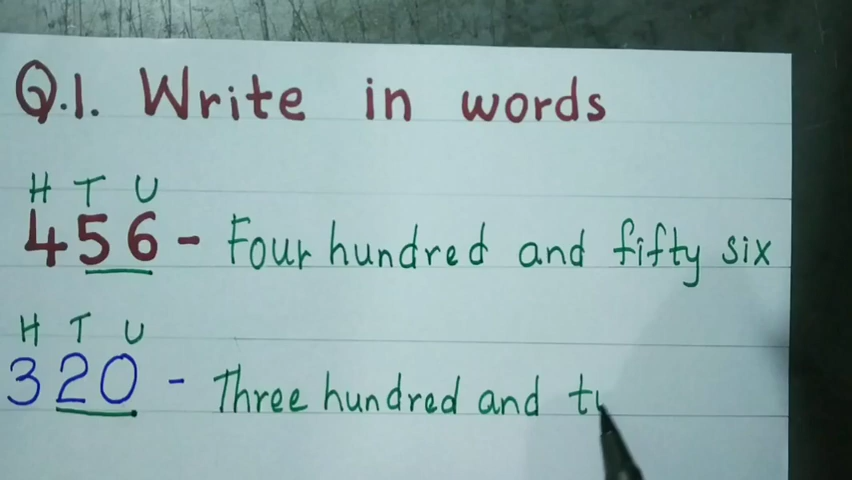 Q.1. Write in words
H T U
456 - Four hundred and fifty six
H T U
320 - Three hundred and